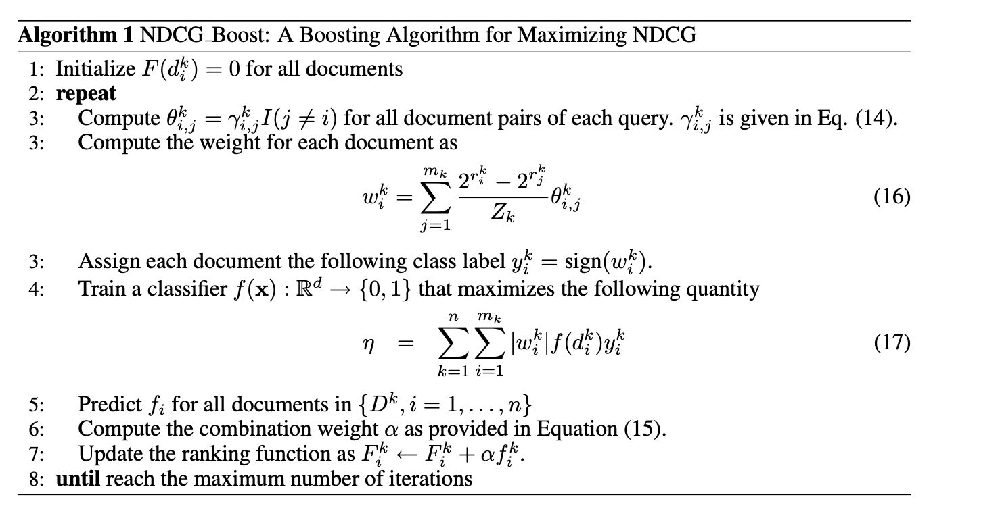 Algorithm 1 NDCG_Boost: A Boosting Algorithm for Maximizing NDCG
1: Initialize $F(d_i^k) = 0$ for all documents
2: repeat
3: Compute $\theta_{i,j}^k = \gamma_{i,j}^k I(j \neq i)$ for all document pairs of each query. $\gamma_{i,j}^k$ is given in Eq. (14).
3: Compute the weight for each document as
$w_i^k = \sum_{j=1}^{m_k} \frac{2^{r_i^k} - 2^{r_j^k}}{Z_k} \theta_{i,j}^k$ (16)
3: Assign each document the following class label $y_i^k = \text{sign}(w_i^k)$.
4: Train a classifier $f(\mathbf{x}) : \mathbb{R}^d \to \{0, 1\}$ that maximizes the following quantity
$\eta = \sum_{k=1}^{n} \sum_{i=1}^{m_k} |w_i^k| f(d_i^k) y_i^k$ (17)
5: Predict $f_i$ for all documents in $\{D^k, i = 1, \ldots, n\}$
6: Compute the combination weight $\alpha$ as provided in Equation (15).
7: Update the ranking function as $F_i^k \leftarrow F_i^k + \alpha f_i^k$.
8: until reach the maximum number of iterations